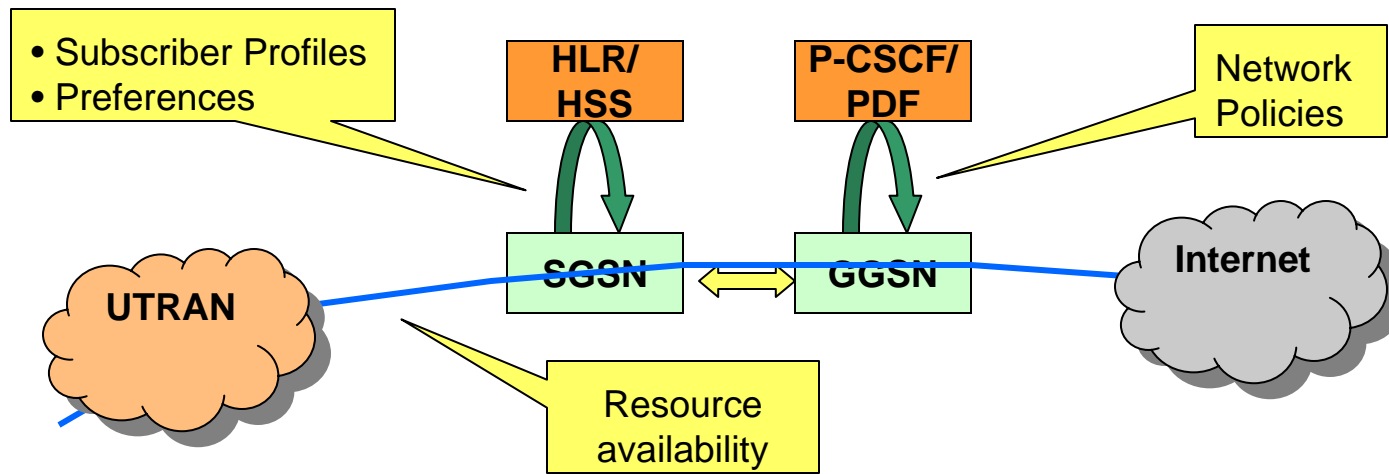 • Subscriber Profiles
• Preferences
HLR/
HSS
P-CSCF/
PDF
Network
Policies
UTRAN
SGSN
GGSN
Internet
Resource
availability